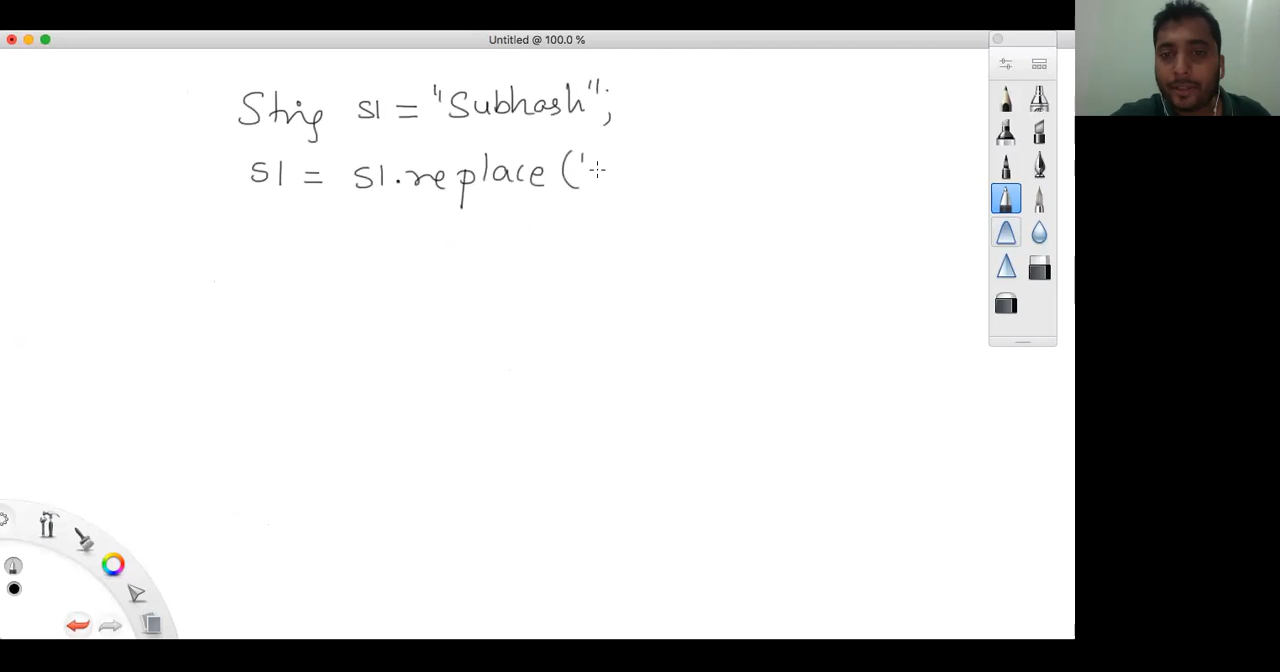 Untitled @ 100.0 %
Strig s1 = "Subhash";
s1 = s1.replace ('